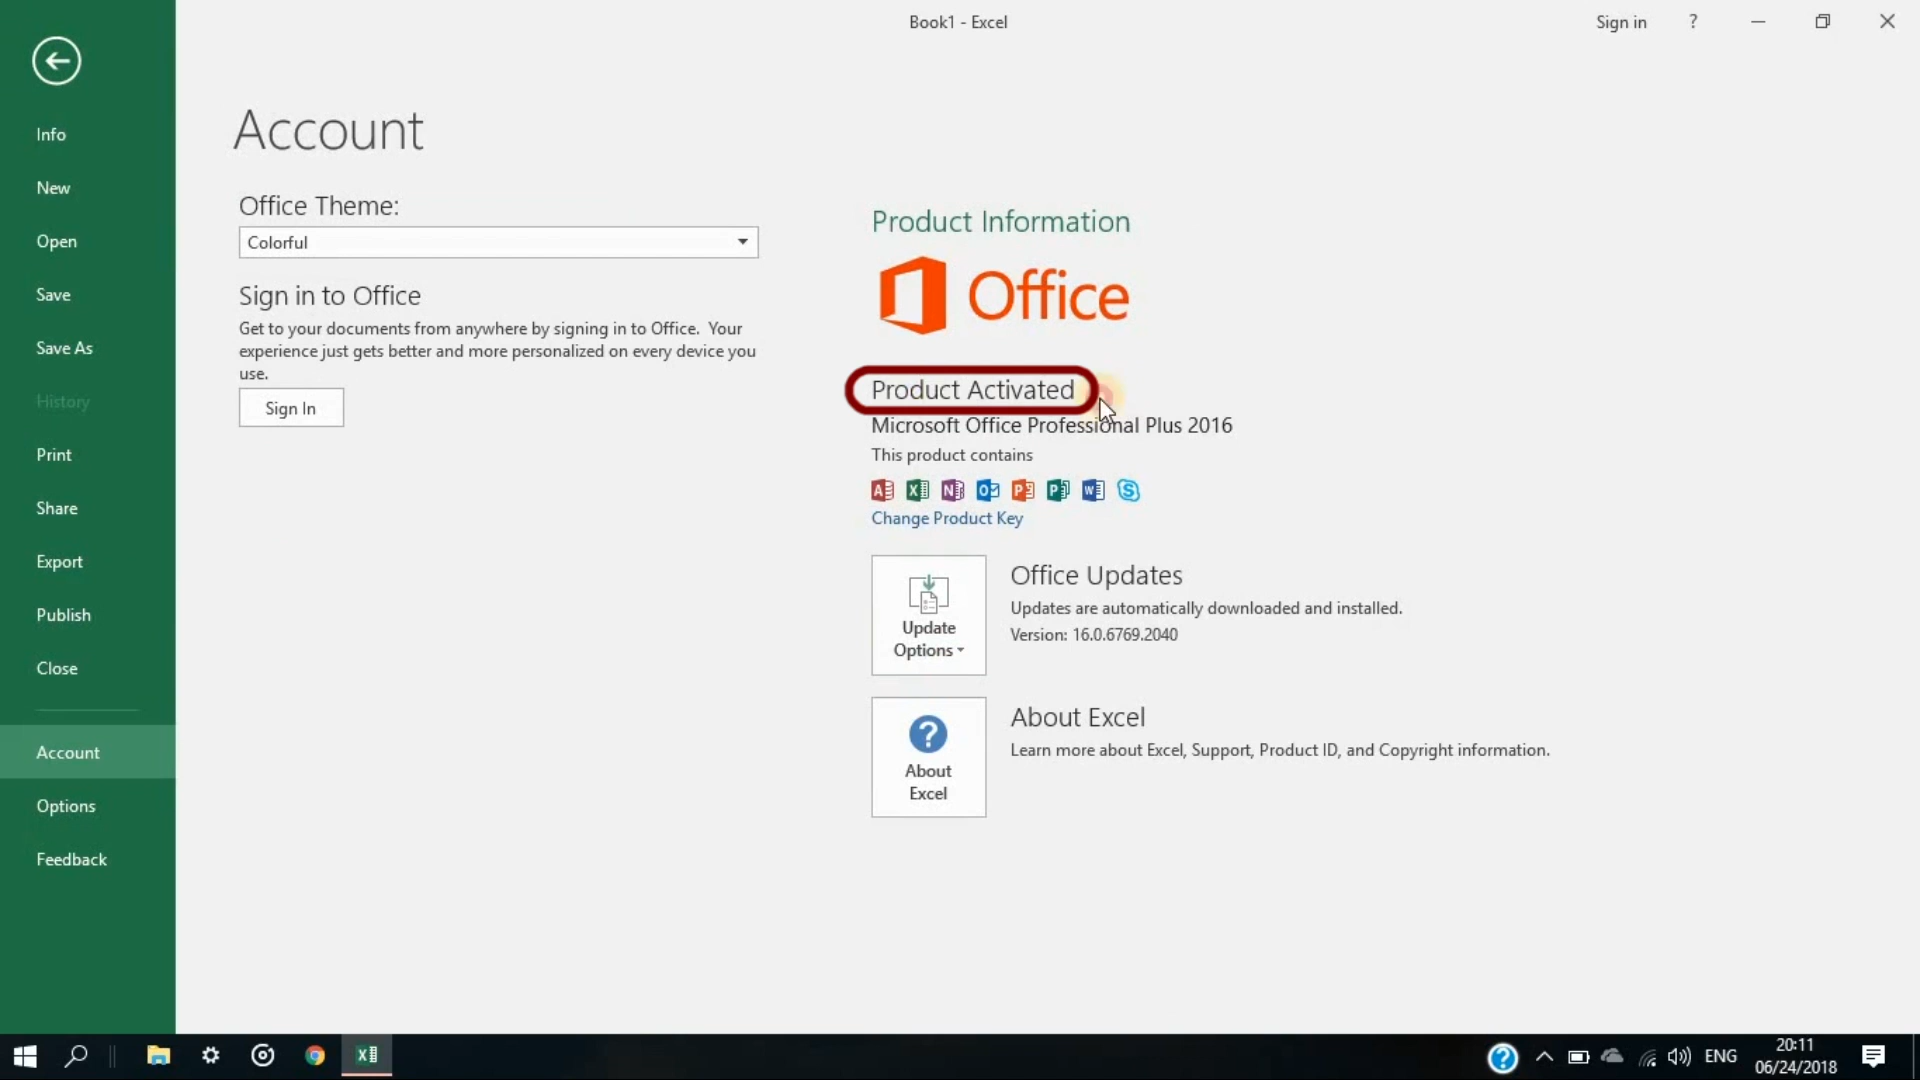 Book1 - Excel
Sign in
?
Info
New
Open
Save
Save As
History
Print
Share
Export
Publish
Close
Account
Options
Feedback
Account
Office Theme:
Colorful
Sign in to Office
Get to your documents from anywhere by signing in to Office. Your
experience just gets better and more personalized on every device you
use.
Sign In
Product Information
Office
Product Activated
Microsoft Office Professional Plus 2016
This product contains
Change Product Key
Update
Options
Office Updates
Updates are automatically downloaded and installed.
Version: 16.0.6769.2040
?
About
Excel
About Excel
Learn more about Excel, Support, Product ID, and Copyright information.
?
ENG
20:11
06/24/2018